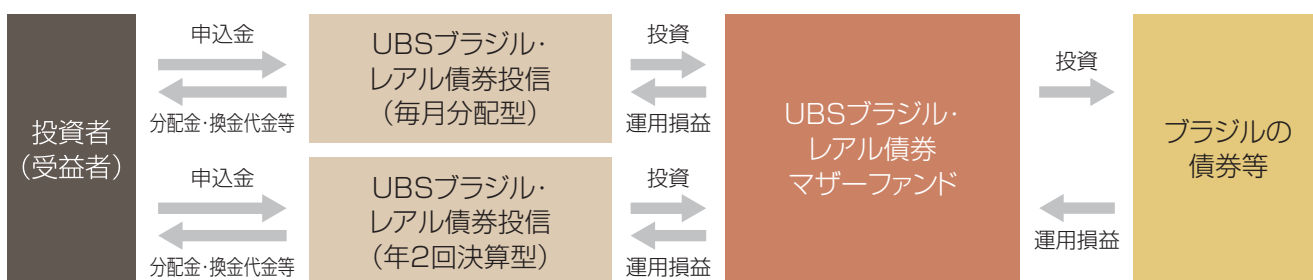 投資者
（受益者）
申込金
分配金・換金代金等
申込金
分配金・換金代金等
UBSブラジル・
レアル債券投信
（毎月分配型）
UBSブラジル・
レアル債券投信
（年2回決算型）
投資
運用損益
投資
運用損益
UBSブラジル・
レアル債券
マザーファンド
投資
運用損益
ブラジルの
債券等